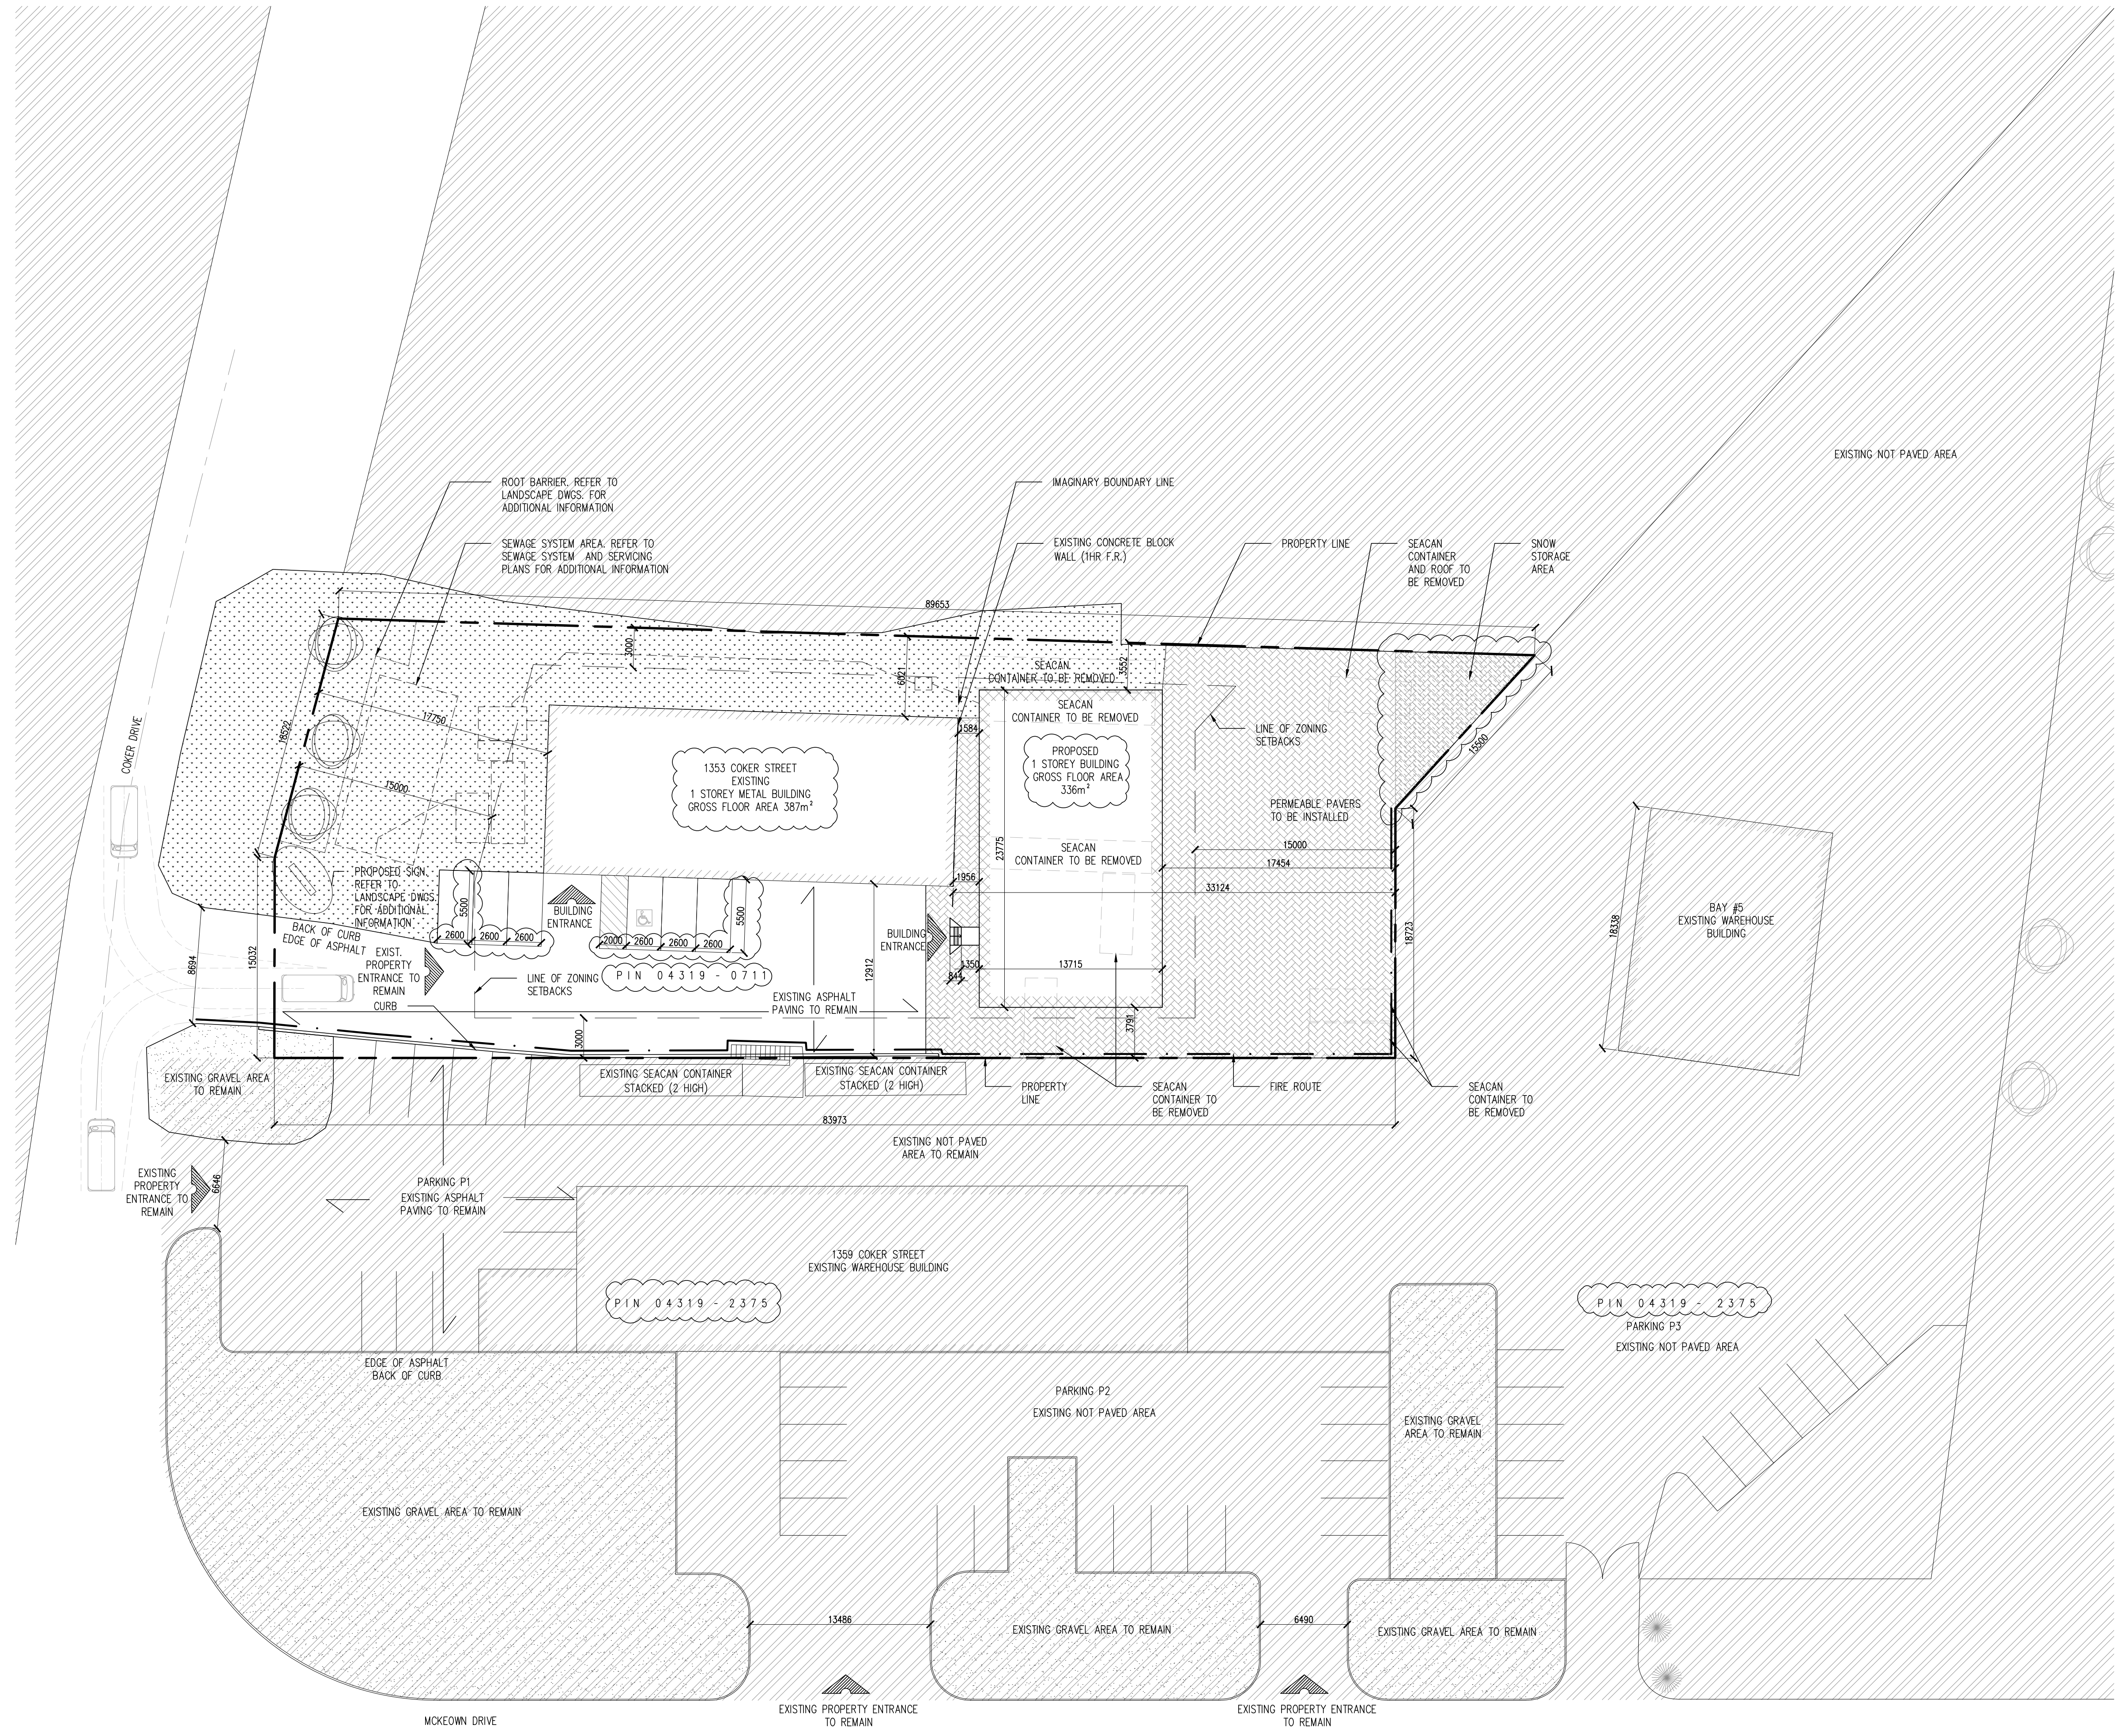 EXISTING NOT PAVED AREA
ROOT BARRIER. REFER TO
LANDSCAPE DWGS. FOR
ADDITIONAL INFORMATION
IMAGINARY BOUNDARY LINE
SEWAGE SYSTEM AREA. REFER TO
SEWAGE SYSTEM AND SERVICING
PLANS FOR ADDITIONAL INFORMATION
EXISTING CONCRETE BLOCK
WALL (1HR F.R.)
PROPERTY LINE
SEACAN
CONTAINER
AND ROOF TO
BE REMOVED
SNOW
STORAGE
AREA
89653
3000
6021
3552
SEACAN
CONTAINER TO BE REMOVED
SEACAN
CONTAINER TO BE REMOVED
COKER DRIVE
18522
17750
15000
1584
LINE OF ZONING
SETBACKS
15500
1353 COKER STREET
EXISTING
1 STOREY METAL BUILDING
GROSS FLOOR AREA 387m²
PROPOSED
1 STOREY BUILDING
GROSS FLOOR AREA
336m²
PERMEABLE PAVERS
TO BE INSTALLED
23775
SEACAN
CONTAINER TO BE REMOVED
15000
17454
33124
1956
PROPOSED SIGN.
REFER TO
LANDSCAPE DWGS.
FOR ADDITIONAL
INFORMATION
BACK OF CURB
EDGE OF ASPHALT
5500
2600
2600
2600
BUILDING
ENTRANCE
2000
2600
2600
2600
5500
BUILDING
ENTRANCE
18723
18338
BAY #5
EXISTING WAREHOUSE
BUILDING
8694
15032
EXIST.
PROPERTY
ENTRANCE TO
REMAIN
CURB
LINE OF ZONING
SETBACKS
PIN 04319 - 0711
12912
1350
844
13715
EXISTING ASPHALT
PAVING TO REMAIN
3000
3791
EXISTING GRAVEL AREA
TO REMAIN
EXISTING SEACAN CONTAINER
STACKED (2 HIGH)
EXISTING SEACAN CONTAINER
STACKED (2 HIGH)
PROPERTY
LINE
SEACAN
CONTAINER TO
BE REMOVED
FIRE ROUTE
SEACAN
CONTAINER TO
BE REMOVED
83973
EXISTING NOT PAVED
AREA TO REMAIN
EXISTING
PROPERTY
ENTRANCE TO
REMAIN
6646
PARKING P1
EXISTING ASPHALT
PAVING TO REMAIN
1359 COKER STREET
EXISTING WAREHOUSE BUILDING
PIN 04319 - 2375
PIN 04319 - 2375
PARKING P3
EXISTING NOT PAVED AREA
EDGE OF ASPHALT
BACK OF CURB
PARKING P2
EXISTING NOT PAVED AREA
EXISTING GRAVEL
AREA TO REMAIN
EXISTING GRAVEL AREA TO REMAIN
13486
6490
EXISTING GRAVEL AREA TO REMAIN
EXISTING GRAVEL AREA TO REMAIN
EXISTING PROPERTY ENTRANCE
TO REMAIN
EXISTING PROPERTY ENTRANCE
TO REMAIN
MCKEOWN DRIVE